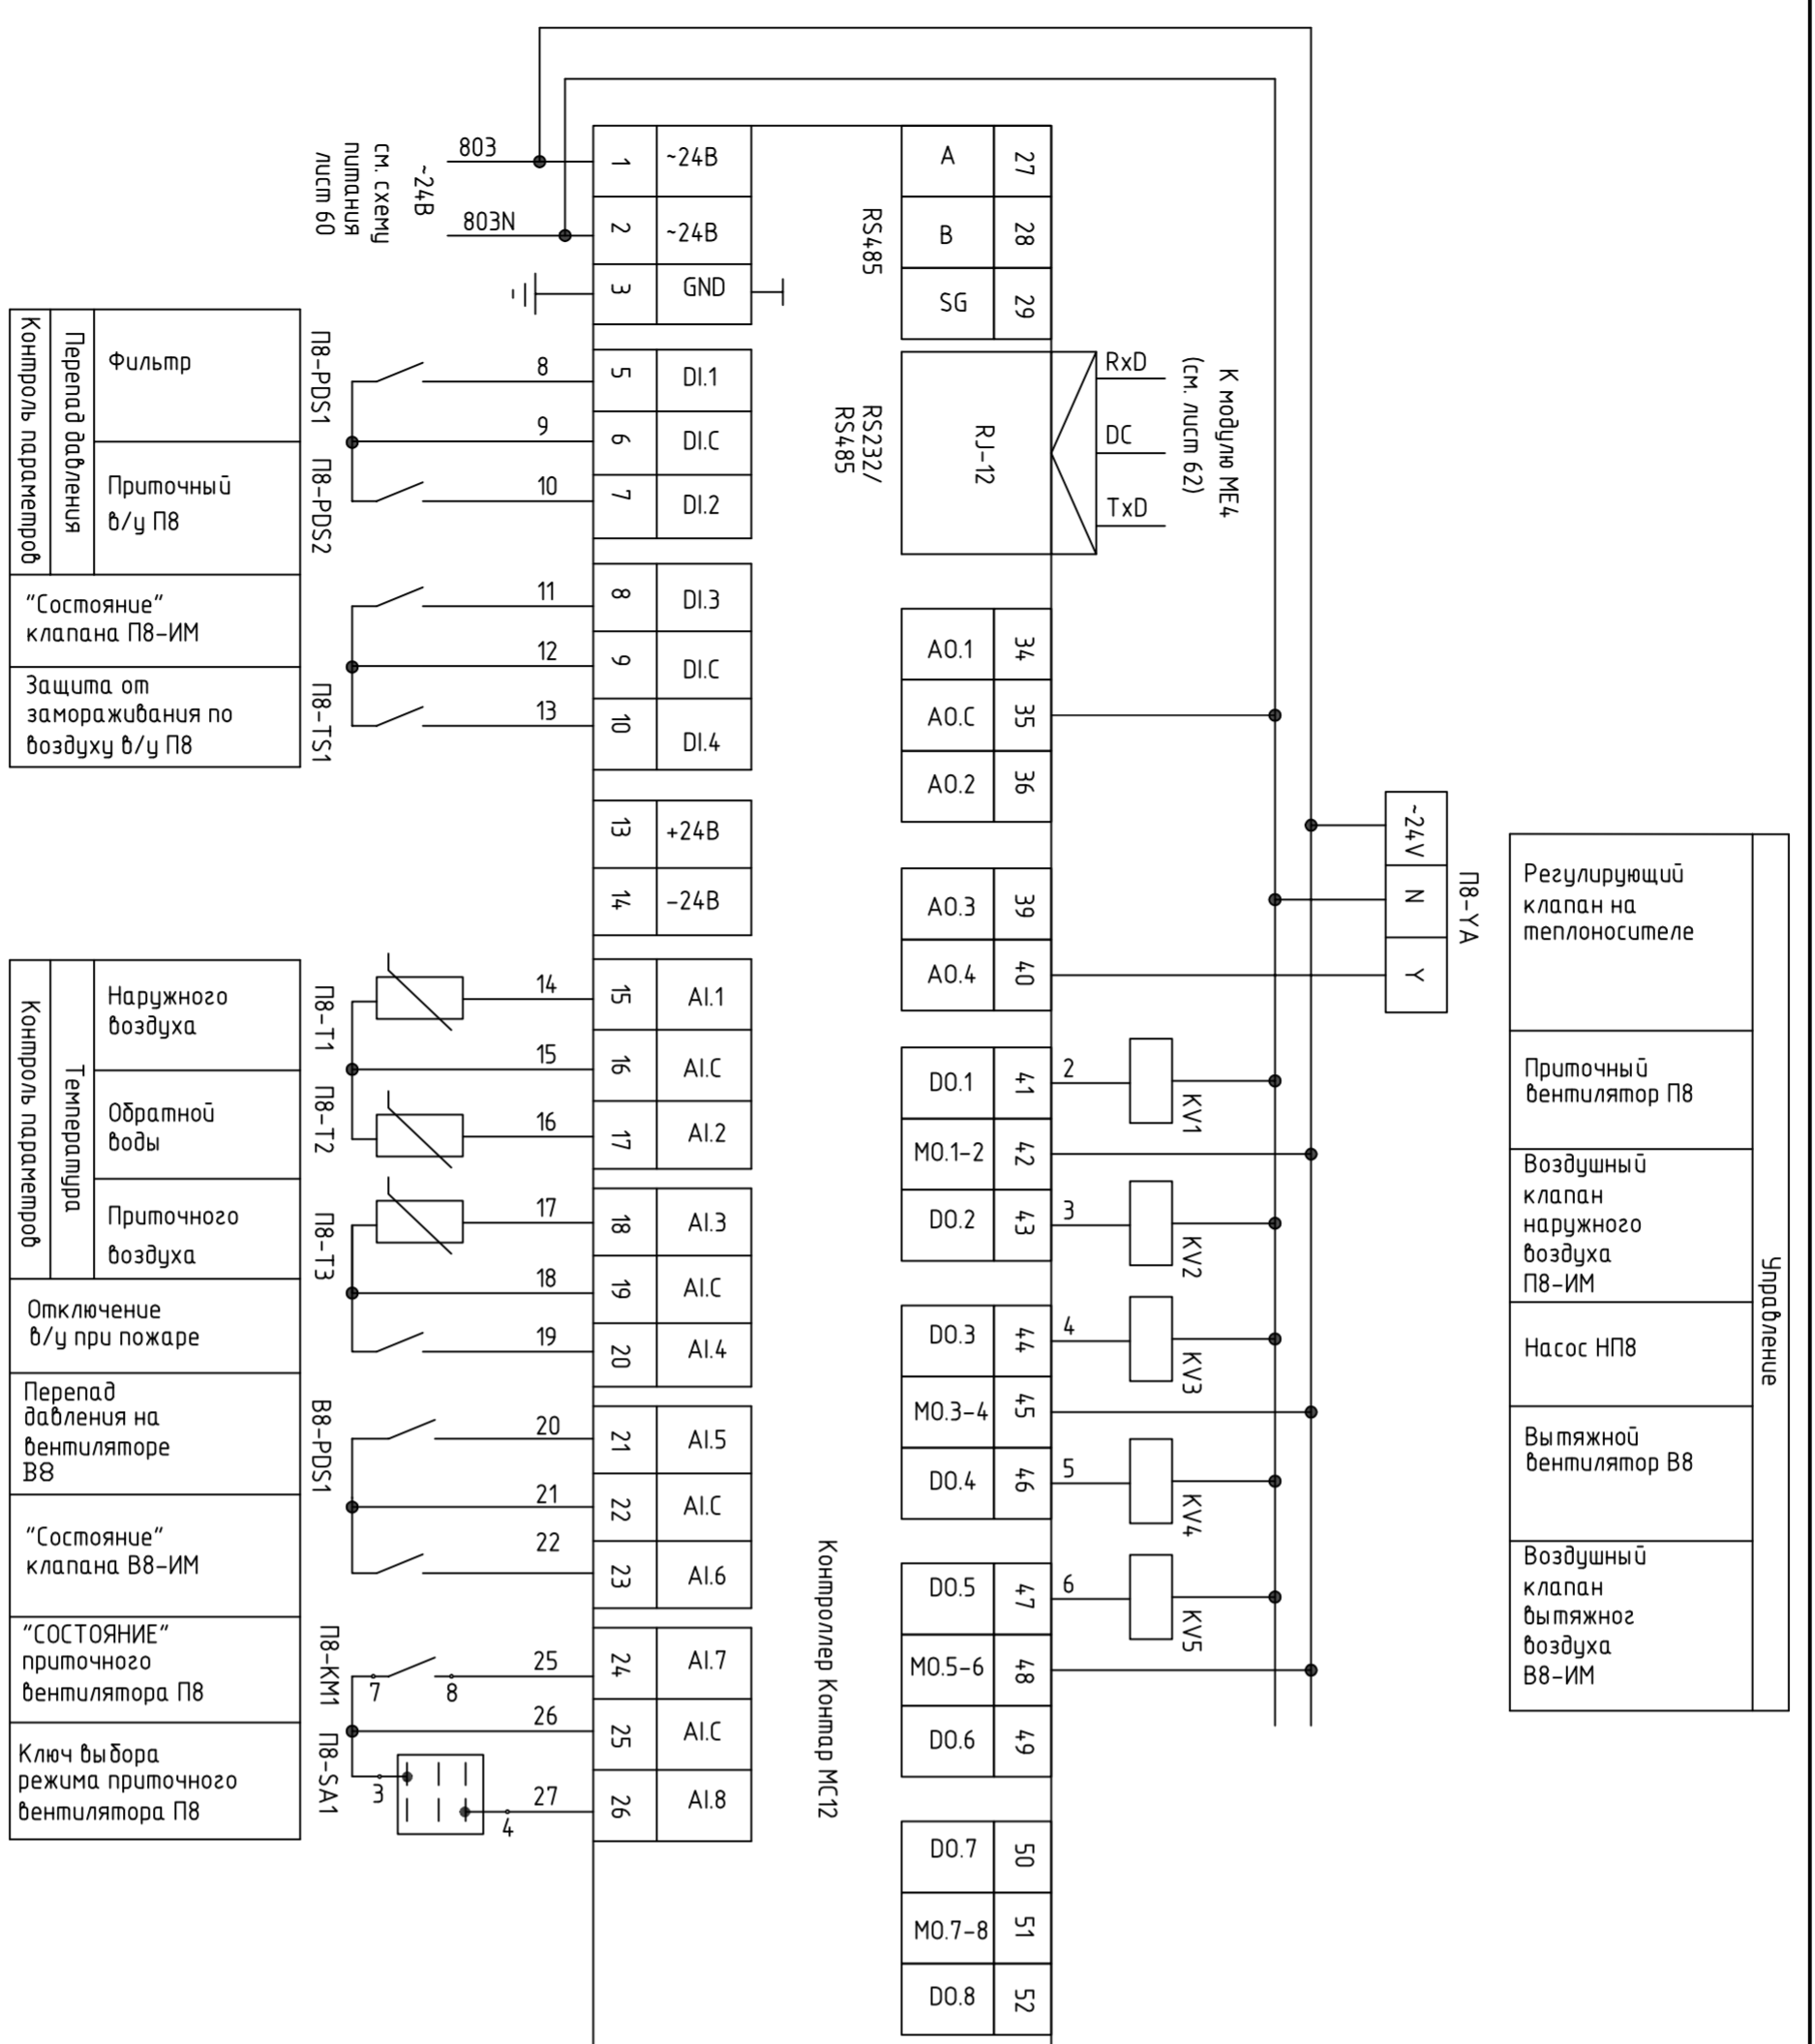 803
803N
~24В
см. схему
питания
лист 60
1
~24В
2
~24В
3
GND
8
5
DI.1
9
6
DI.C
10
7
DI.2
11
8
DI.3
12
9
DI.C
13
10
DI.4
13
+24В
14
-24В
14
15
AI.1
15
16
AI.C
16
17
AI.2
17
18
AI.3
18
19
AI.C
19
20
AI.4
20
21
AI.5
21
22
AI.C
22
23
AI.6
25
24
AI.7
7
8
26
25
AI.C
27
26
AI.8
3
4
П8-PDS1
П8-PDS2
П8-TS1
П8-T1
П8-T2
П8-T3
В8-PDS1
П8-КМ1
П8-SA1
Контроль параметров
Перепад давления
Фильтр
Приточный
в/у П8
"Состояние"
клапана П8-ИМ
Защита от
замораживания по
воздуху в/у П8
Контроль параметров
Температура
Наружного
воздуха
Обратной
воды
Приточного
воздуха
Отключение
в/у при пожаре
Перепад
давления на
вентиляторе
В8
"Состояние"
клапана В8-ИМ
"СОСТОЯНИЕ"
приточного
вентилятора П8
Ключ выбора
режима приточного
вентилятора П8
Контроллер Контар МС12
A
27
B
28
SG
29
RS485
RJ-12
RS232/
RS485
RxD
DC
TxD
К модулю МЕ4
(см. лист 62)
AO.1
34
AO.C
35
AO.2
36
AO.3
39
AO.4
40
DO.1
41
2
KV1
MO.1-2
42
DO.2
43
3
KV2
DO.3
44
4
KV3
MO.3-4
45
DO.4
46
5
KV4
DO.5
47
6
KV5
MO.5-6
48
DO.6
49
DO.7
50
MO.7-8
51
DO.8
52
~24V
N
Y
П8-YA
Управление
Регулирующий
клапан на
теплоносителе
Приточный
вентилятор П8
Воздушный
клапан
наружного
воздуха
П8-ИМ
Насос НП8
Вытяжной
вентилятор В8
Воздушный
клапан
вытяжног
воздуха
В8-ИМ